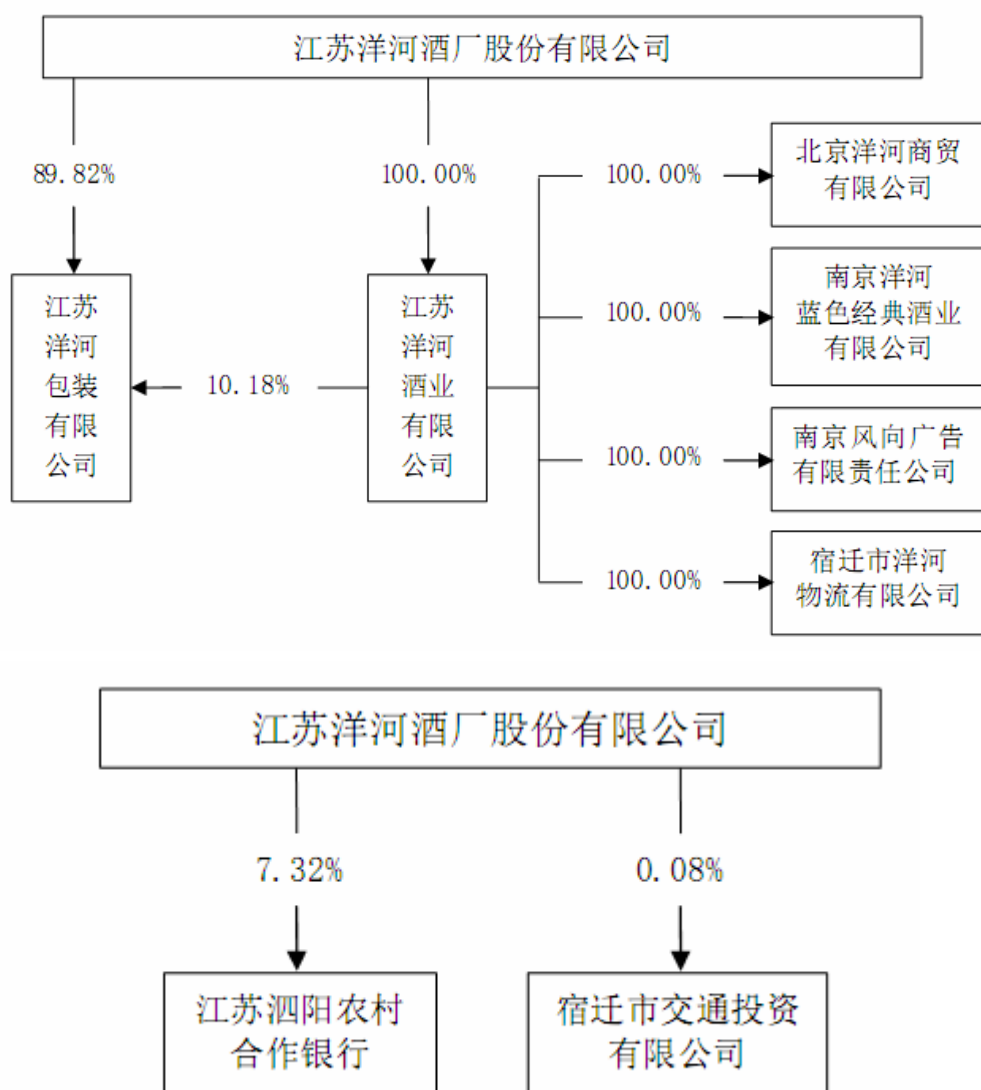 江苏洋河酒厂股份有限公司
89.82%
100.00%
100.00%
北京洋河商贸
有限公司
江苏
洋河
包装
有限
公司
10.18%
江苏
洋河
酒业
有限
公司
100.00%
南京洋河
蓝色经典酒业
有限公司
100.00%
南京风向广告
有限责任公司
100.00%
宿迁市洋河
物流有限公司
江苏洋河酒厂股份有限公司
7.32%
0.08%
江苏泗阳农村
合作银行
宿迁市交通投资
有限公司